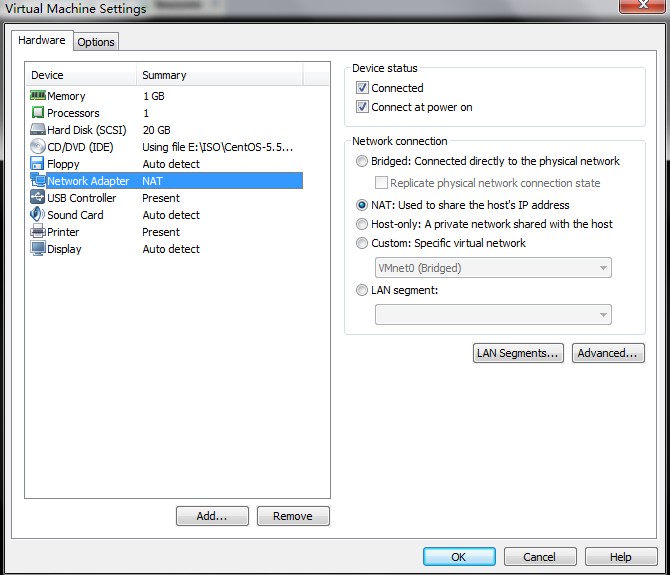 Virtual Machine Settings
Hardware
Options
Device Summary
Memory 1 GB
Processors 1
Hard Disk (SCSI) 20 GB
CD/DVD (IDE) Using file E:\ISO\CentOS-5.5...
Floppy Auto detect
Network Adapter NAT
USB Controller Present
Sound Card Auto detect
Printer Present
Display Auto detect
Add...
Remove
Device status
Connected
Connect at power on
Network connection
Bridged: Connected directly to the physical network
Replicate physical network connection state
NAT: Used to share the host's IP address
Host-only: A private network shared with the host
Custom: Specific virtual network
VMnet0 (Bridged)
LAN segment:
LAN Segments...
Advanced...
OK
Cancel
Help